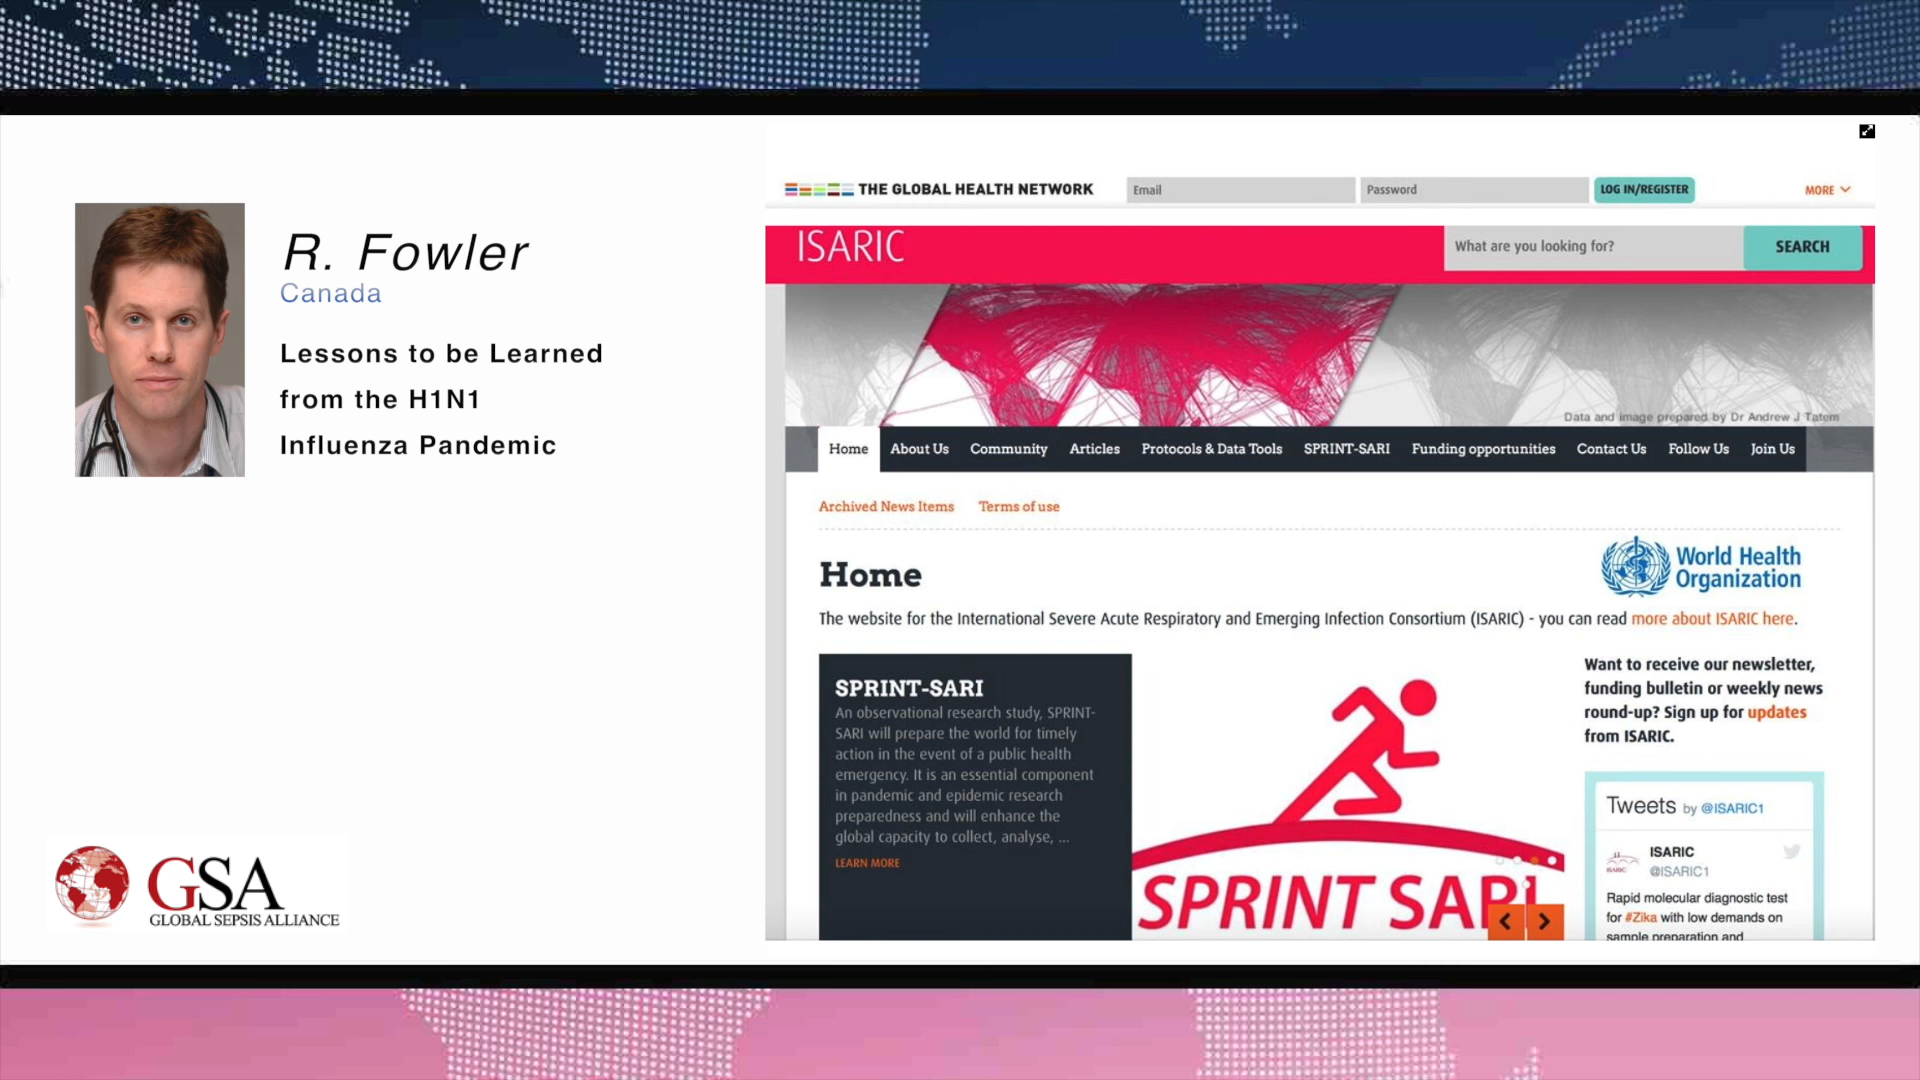 R. Fowler
Canada
Lessons to be Learned
from the H1N1
Influenza Pandemic
GSA
GLOBAL SEPSIS ALLIANCE
THE GLOBAL HEALTH NETWORK
Email
Password
LOG IN/REGISTER
MORE
ISARIC
What are you looking for?
SEARCH
Data and image prepared by Dr Andrew J Tatem
Home About Us Community Articles Protocols & Data Tools SPRINT-SARI Funding opportunities Contact Us Follow Us Join Us
Archived News Items Terms of use
Home
World Health
Organization
The website for the International Severe Acute Respiratory and Emerging Infection Consortium (ISARIC) - you can read more about ISARIC here.
SPRINT-SARI
An observational research study, SPRINT-
SARI will prepare the world for timely
action in the event of a public health
emergency. It is an essential component
in pandemic and epidemic research
preparedness and will enhance the
global capacity to collect, analyse, ...
LEARN MORE
SPRINT SARI
Want to receive our newsletter,
funding bulletin or weekly news
round-up? Sign up for updates
from ISARIC.
Tweets by @ISARIC1
ISARIC
ISARIC
@ISARIC1
Rapid molecular diagnostic test
for #Zika with low demands on
sample preparation and